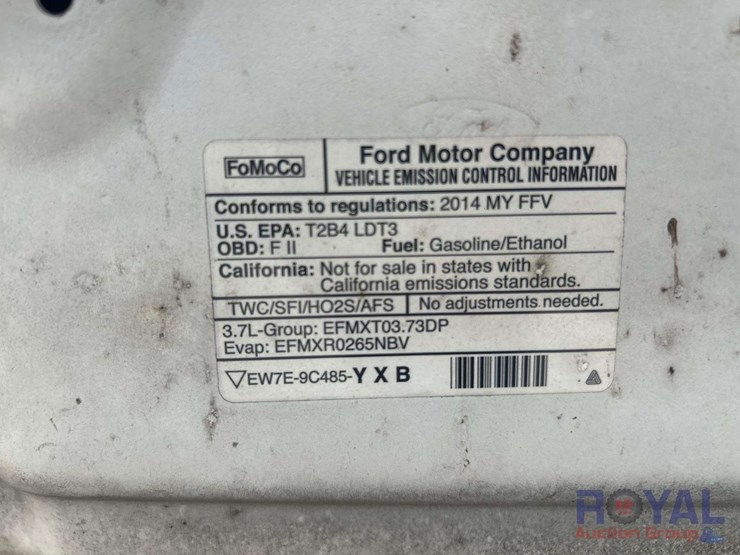 FoMoCo
Ford Motor Company
VEHICLE EMISSION CONTROL INFORMATION
Conforms to regulations: 2014 MY FFV
U.S. EPA: T2B4 LDT3
OBD: F II Fuel: Gasoline/Ethanol
California: Not for sale in states with
California emissions standards.
TWC/SFI/HO2S/AFS No adjustments needed.
3.7L-Group: EFMXT03.73DP
Evap: EFMXR0265NBV
EW7E-9C485-Y X B
ROYAL
Auction Group